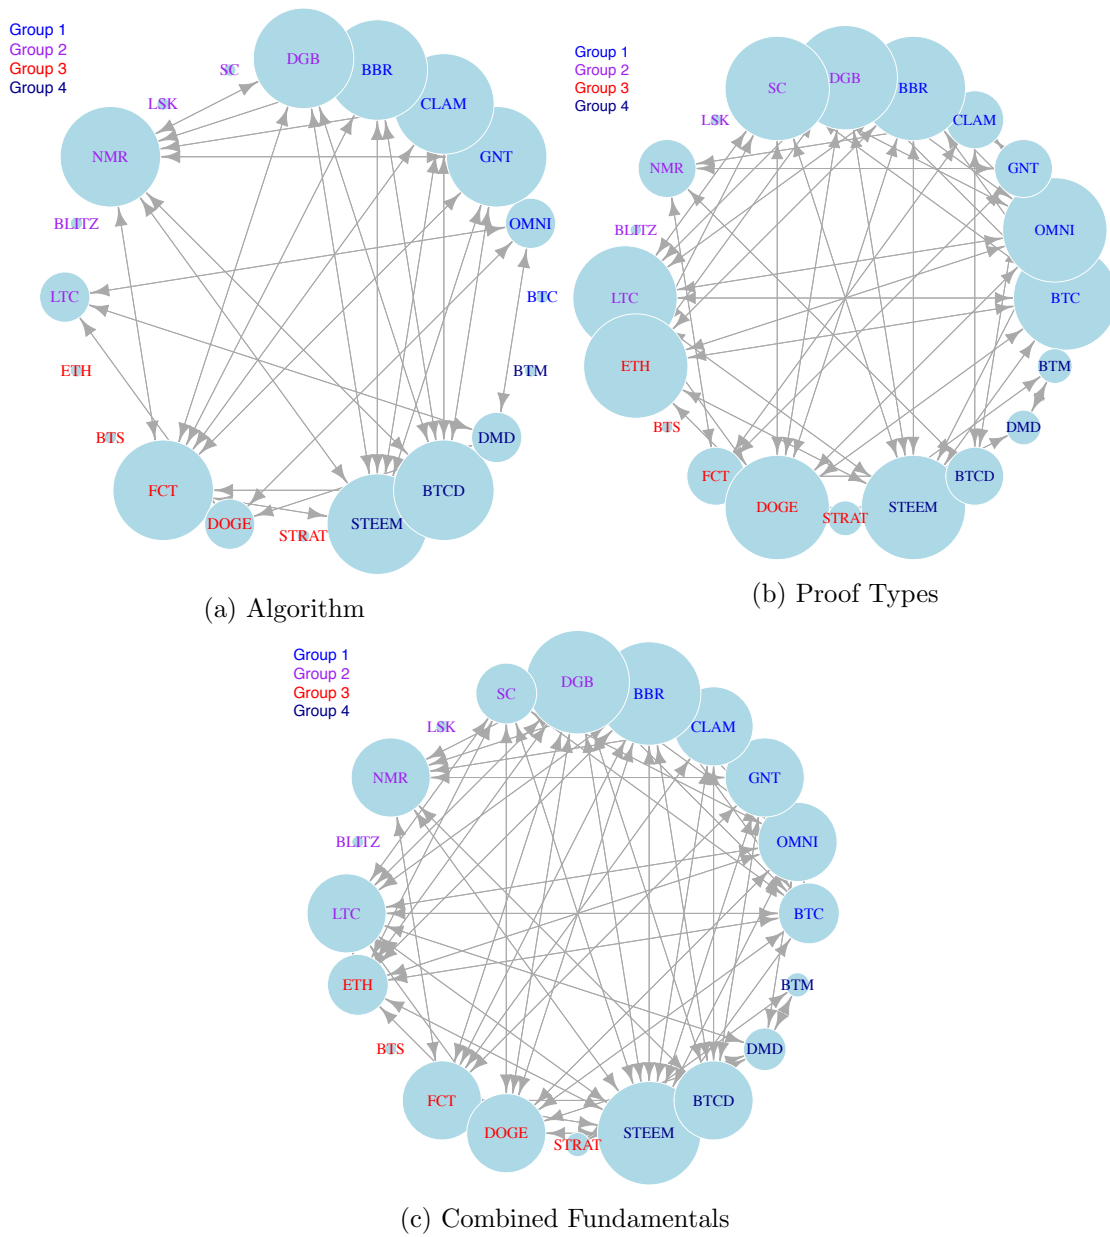 Group 1
Group 2
Group 3
Group 4
DGB
BBR
SC
CLAM
LSK
NMR
GNT
BLITZ
OMNI
LTC
BTC
ETH
BTM
BTS
DMD
FCT
BTCD
DOGE
STRAT
STEEM
(a) Algorithm
Group 1
Group 2
Group 3
Group 4
SC
DGB
BBR
LSK
CLAM
NMR
GNT
BLITZ
OMNI
LTC
BTC
ETH
BTM
BTS
DMD
FCT
BTCD
DOGE
STRAT
STEEM
(b) Proof Types
Group 1
Group 2
Group 3
Group 4
SC
DGB
BBR
LSK
CLAM
NMR
GNT
BLITZ
OMNI
LTC
BTC
ETH
BTM
BTS
DMD
FCT
BTCD
DOGE
STRAT
STEEM
(c) Combined Fundamentals